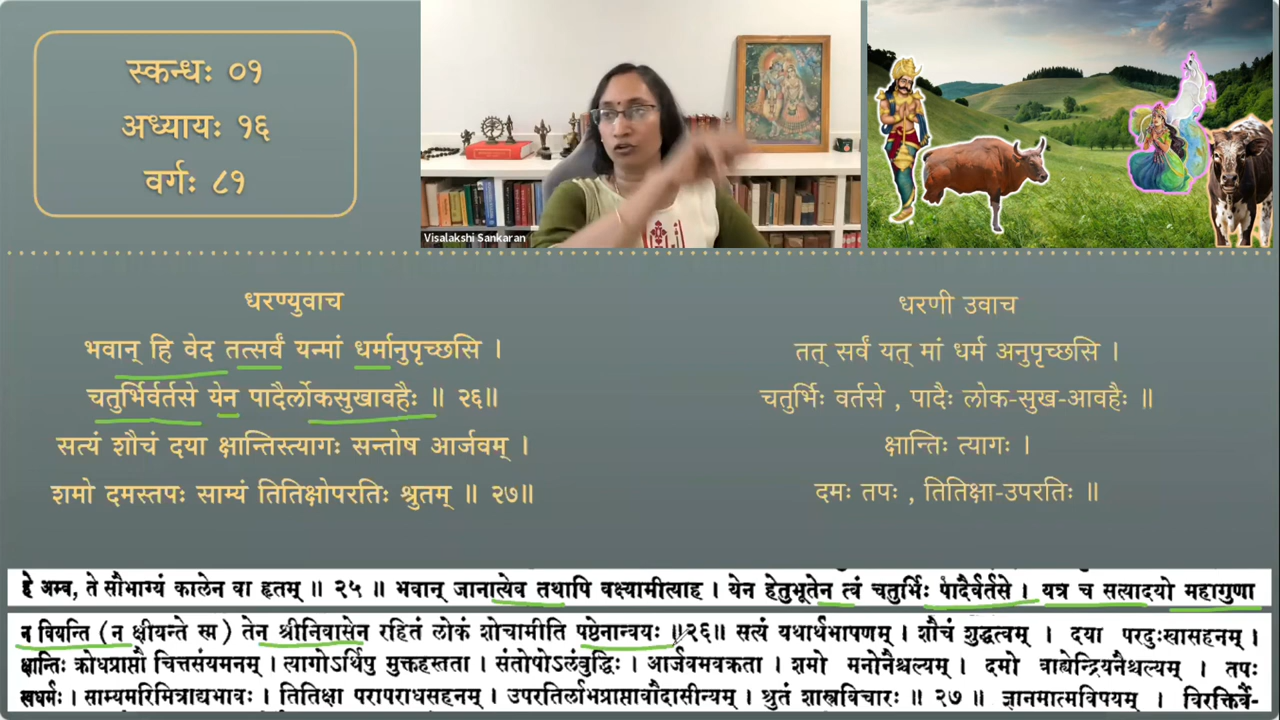 स्कन्धः ०१
अध्यायः १६
वर्गः ८१
Visalakshi Sankaran
धरण्युवाच
भवान् हि वेद तत्सर्वं यन्मां धर्मानुपृच्छसि ।
चतुर्भिर्वर्तसे येन पादैर्लोकसुखावहैः ॥ २६॥
सत्यं शौचं दया क्षान्तिस्त्यागः सन्तोष आर्जवम् ।
शमो दमस्तपः साम्यं तितिक्षोपरतिः श्रुतम् ॥ २७॥
धरणी उवाच
तत् सर्वं यत् मां धर्म अनुपृच्छसि ।
चतुर्भिः वर्तसे , पादैः लोक-सुख-आवहैः ॥
क्षान्तिः त्यागः ।
दमः तपः , तितिक्षा-उपरतिः ॥
हे अम्ब, ते सौभाग्यं कालेन वा हृतम् ॥ २५ ॥ भवान् जानात्येव तथापि वक्ष्यामीत्याह । येन हेतुभूतेन त्वं चतुर्भिः पादैर्वर्तसे । यत्र च सत्यादयो महागुणा
न वियन्ति (न क्षीयन्ते स्म) तेन श्रीनिवासेन रहितं लोकं शोचामीति षष्ठेनान्वयः ॥२६॥ सत्यं यथार्थभाषणम् । शौचं शुद्धत्वम् । दया परदुःखासहनम् ।
क्षान्तिः क्रोधप्राप्तौ चित्तसंयमनम् । त्यागोऽर्थिषु मुक्तहस्तता । संतोषोऽलंबुद्धिः । आर्जवमवक्रता । शमो मनोनैश्चल्यम् । दमो बाह्येन्द्रियनैश्चल्यम् । तपः
स्वधर्मः । साम्यमरिमित्राद्यभावः । तितिक्षा परापराधसहनम् । उपरतिर्लाभप्राप्तावौदासीन्यम् । श्रुतं शास्त्रविचारः ॥ २७ ॥ ज्ञानमात्मविषयम् । विरक्तिर्वै-